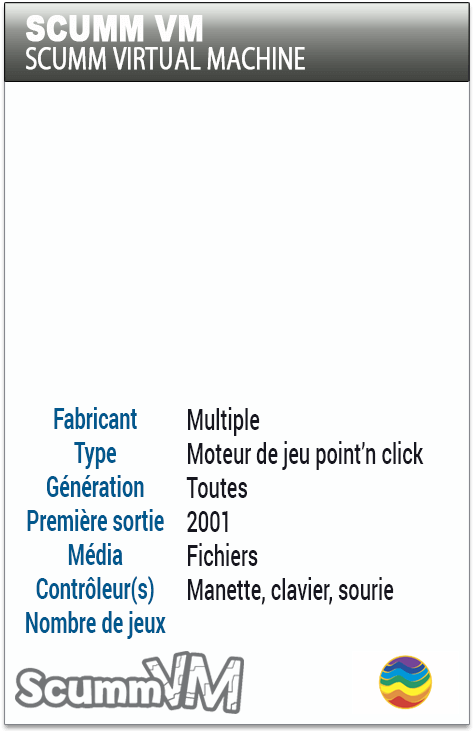 SCUMM VM
SCUMM VIRTUAL MACHINE
Fabricant Multiple
Type Moteur de jeu point’n click
Génération Toutes
Première sortie 2001
Média Fichiers
Contrôleur(s) Manette, clavier, sourie
Nombre de jeux
ScummVM